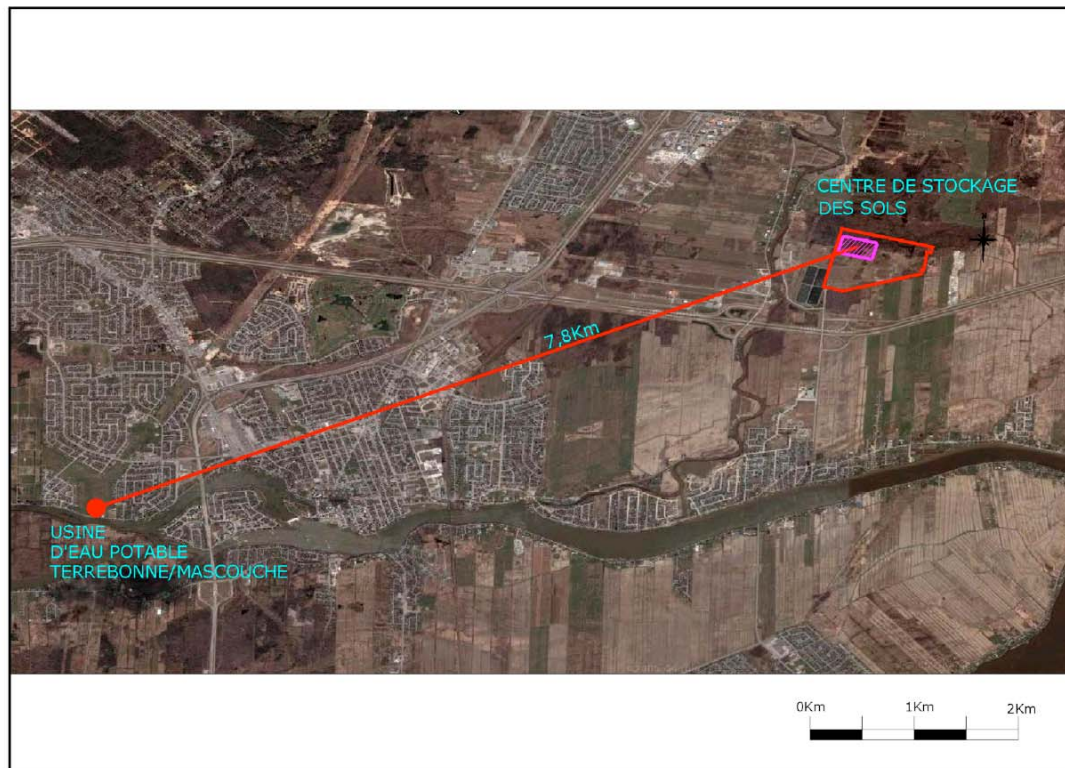 CENTRE DE STOCKAGE
DES SOLS
7,8Km
USINE
D'EAU POTABLE
TERREBONNE/MASCOUCHE
0Km 1Km 2Km